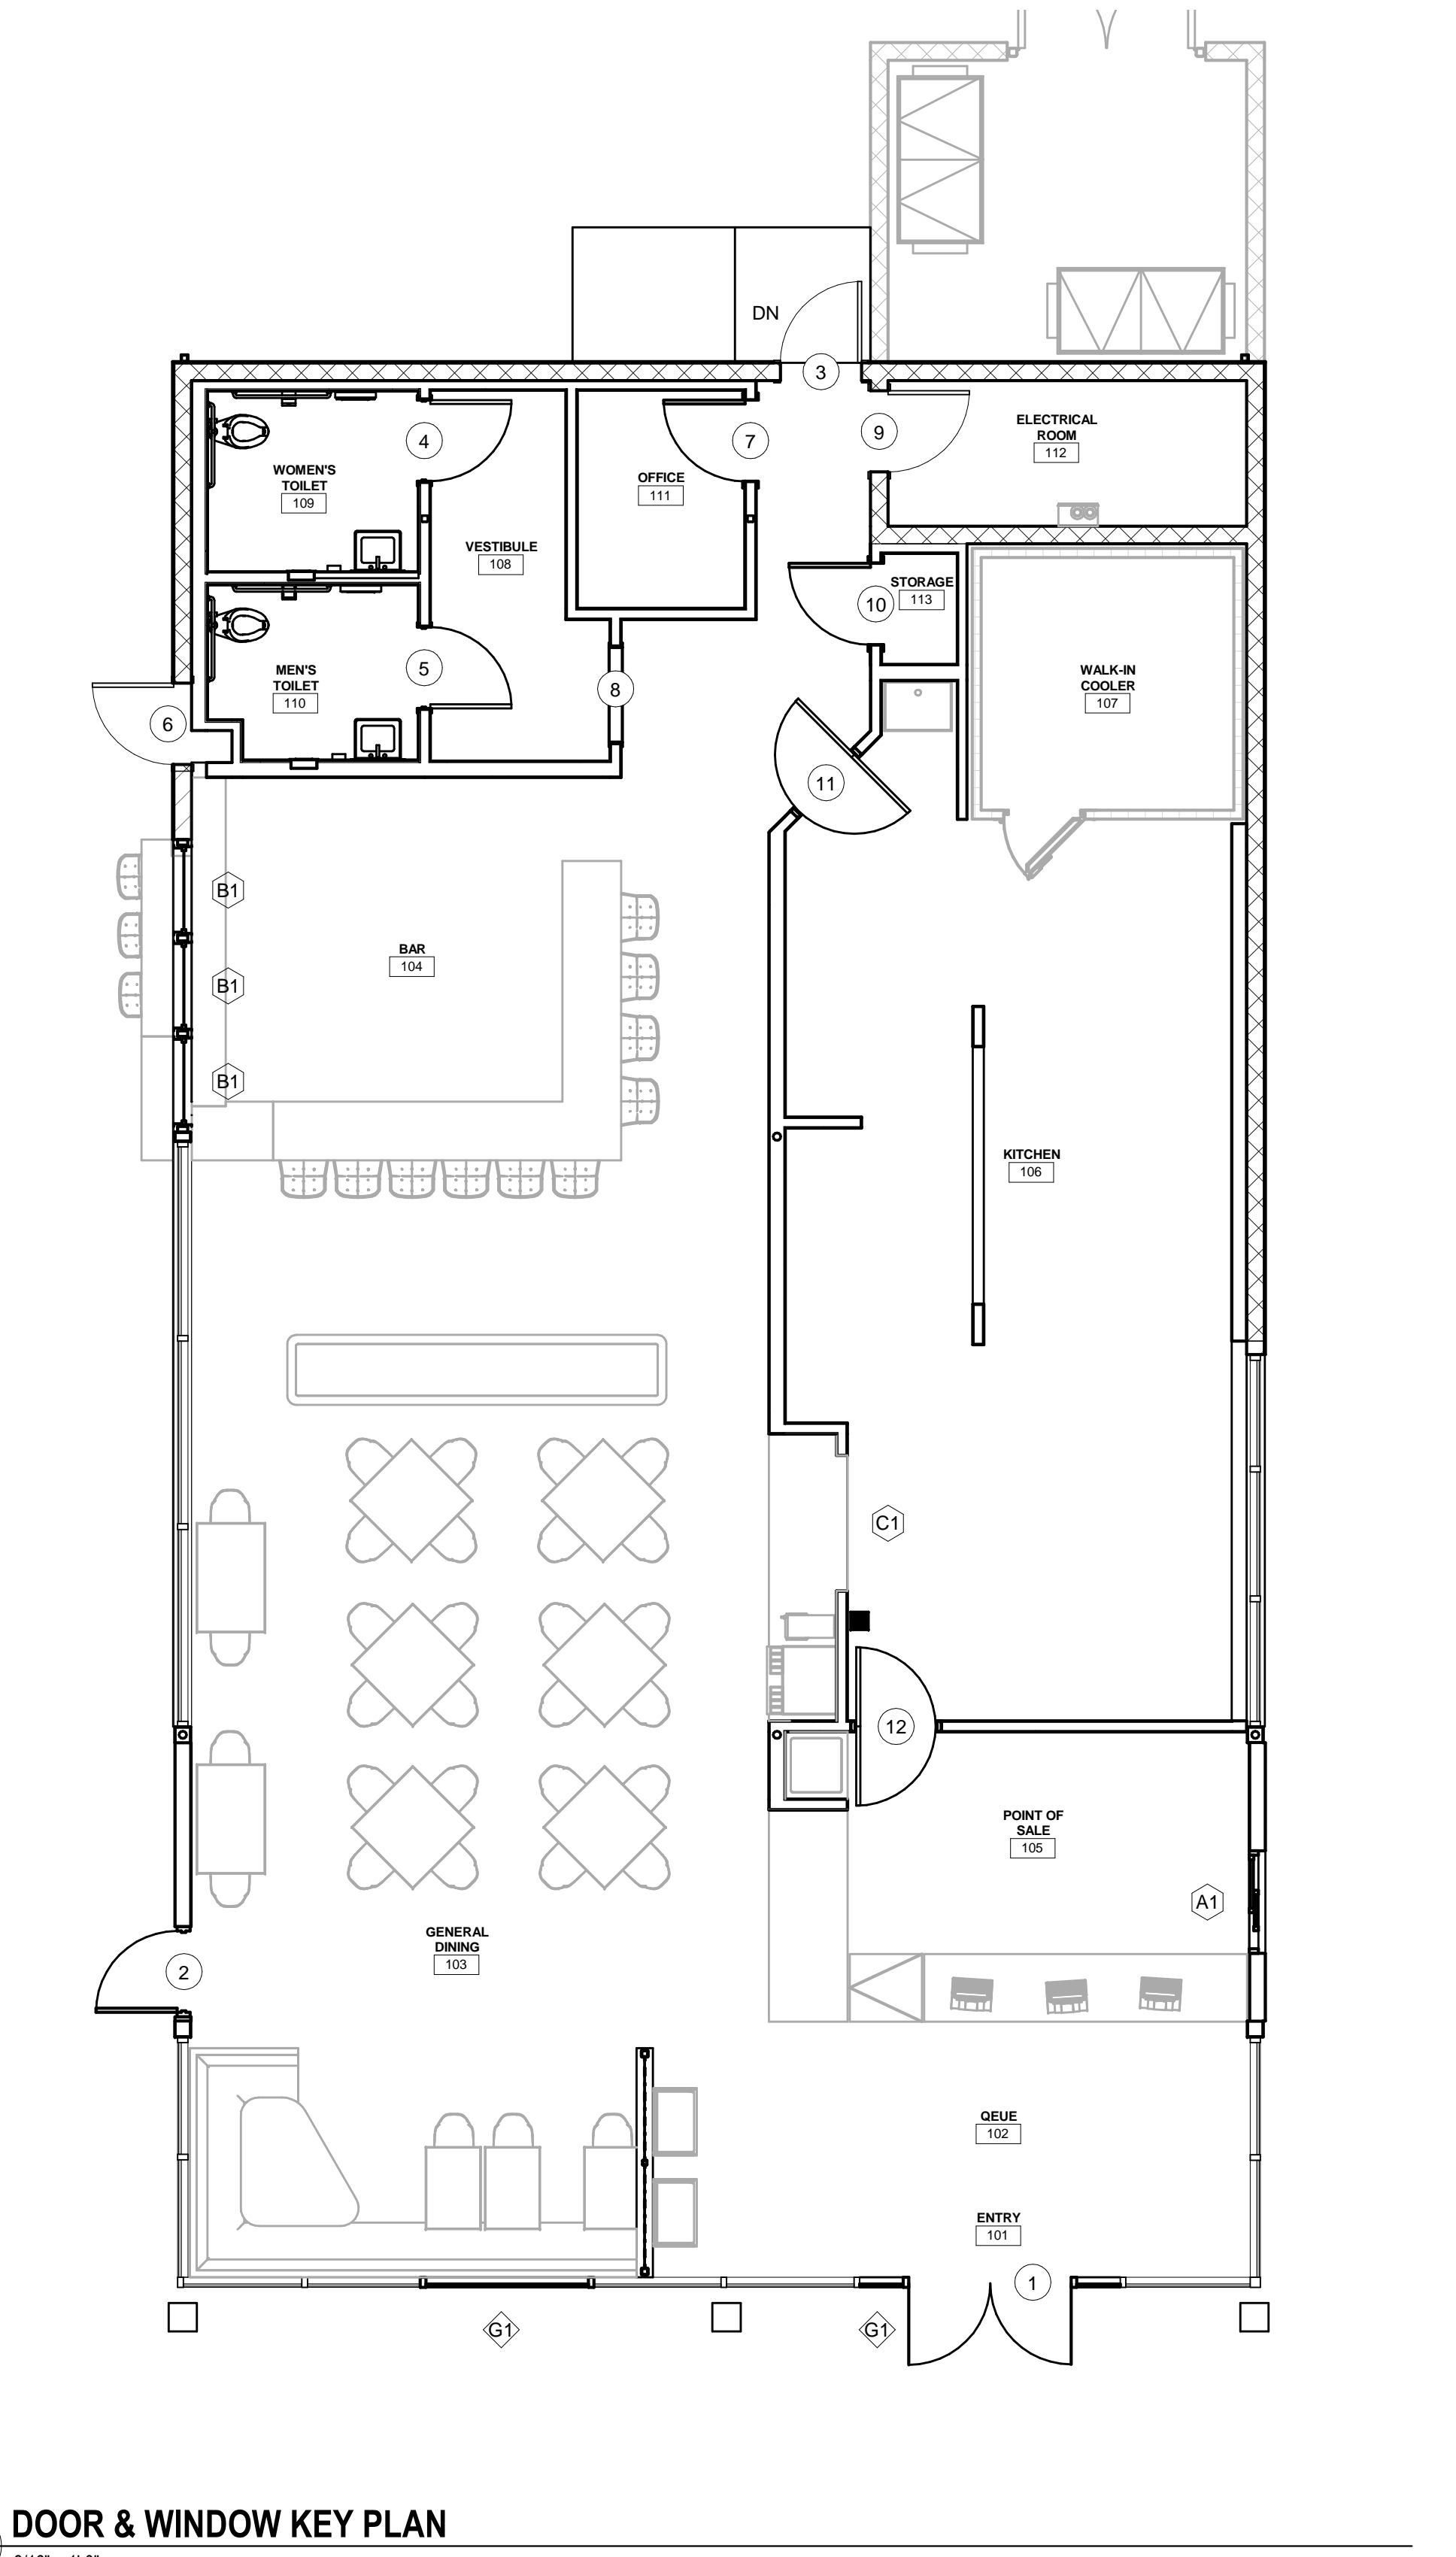 DN
3
ELECTRICAL
ROOM
112
9
4
7
WOMEN'S
TOILET
109
OFFICE
111
VESTIBULE
108
STORAGE
113
10
MEN'S
TOILET
110
5
8
WALK-IN
COOLER
107
6
11
B1
BAR
104
B1
B1
KITCHEN
106
C1
12
POINT OF
SALE
105
A1
GENERAL
DINING
103
2
QEUE
102
ENTRY
101
1
G1
G1
DOOR & WINDOW KEY PLAN